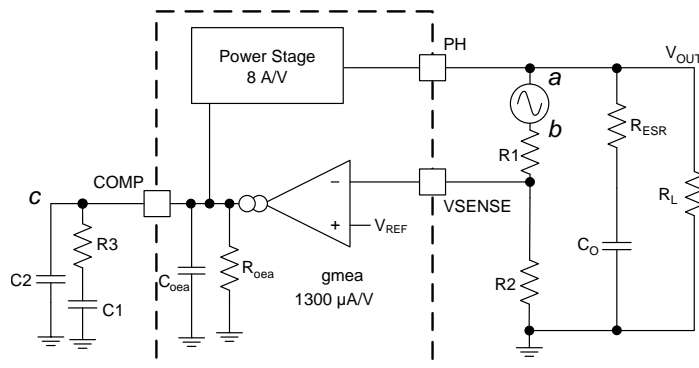 Power Stage
8 A/V
PH
VOUT
a
b
RESR
R1
COMP
c
VSENSE
RL
R3
VREF
C2
Coea
Roea
gmea
1300 µA/V
CO
R2
C1